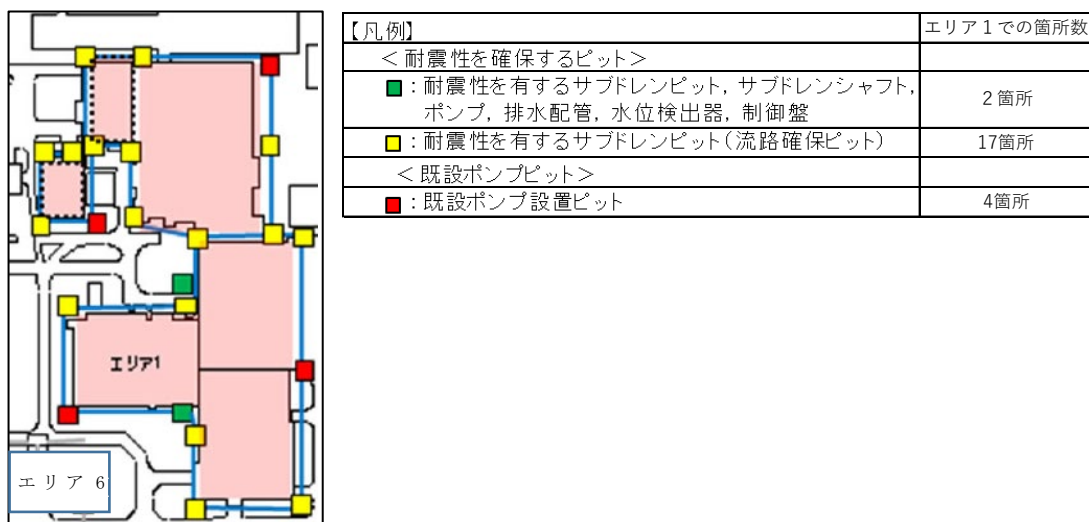 【凡例】 エリア１での箇所数
＜耐震性を確保するピット＞
：耐震性を有するサブドレンピット，サブドレンシャフト，
ポンプ，排水配管，水位検出器，制御盤 2箇所
：耐震性を有するサブドレンピット（流路確保ピット） 17箇所
＜既設ポンプピット＞
：既設ポンプ設置ピット 4箇所
エリア1
エリア 6